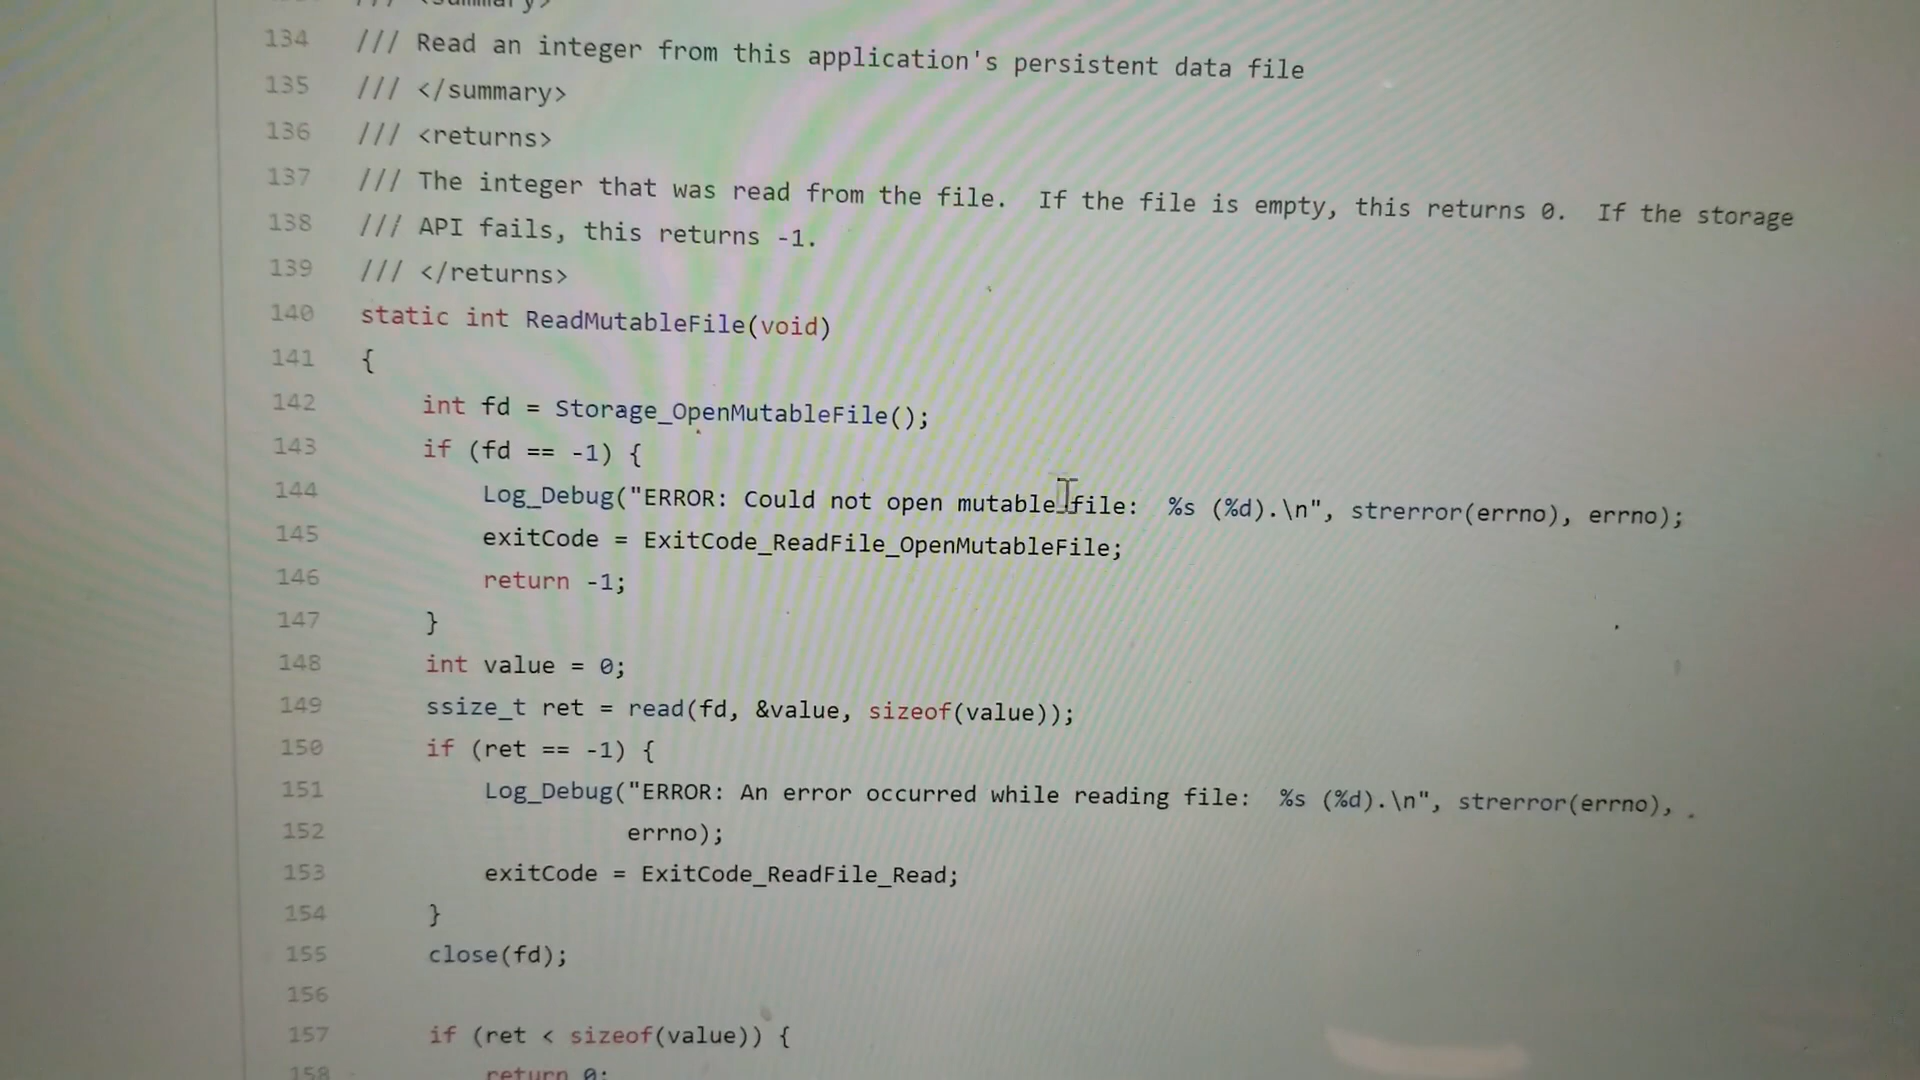 /// <summary>
134 /// Read an integer from this application's persistent data file
135 /// </summary>
136 /// <returns>
137 /// The integer that was read from the file.  If the file is empty, this returns 0.  If the storage
138 /// API fails, this returns -1.
139 /// </returns>
140 static int ReadMutableFile(void)
141 {
142     int fd = Storage_OpenMutableFile();
143     if (fd == -1) {
144         Log_Debug("ERROR: Could not open mutable file:  %s (%d).\n", strerror(errno), errno);
145         exitCode = ExitCode_ReadFile_OpenMutableFile;
146         return -1;
147     }
148     int value = 0;
149     ssize_t ret = read(fd, &value, sizeof(value));
150     if (ret == -1) {
151         Log_Debug("ERROR: An error occurred while reading file:  %s (%d).\n", strerror(errno),
152                   errno);
153         exitCode = ExitCode_ReadFile_Read;
154     }
155     close(fd);
156
157     if (ret < sizeof(value)) {
158         return 0;